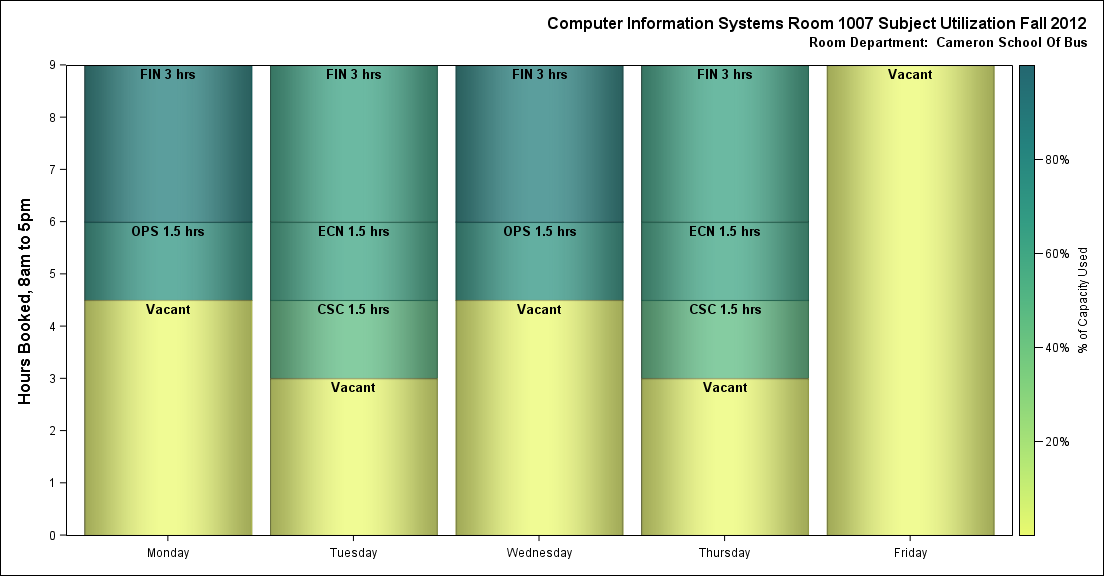 Computer Information Systems Room 1007 Subject Utilization Fall 2012
Room Department: Cameron School Of Bus
Hours Booked, 8am to 5pm
9
8
7
6
5
4
3
2
1
0
FIN 3 hrs
OPS 1.5 hrs
Vacant
FIN 3 hrs
ECN 1.5 hrs
CSC 1.5 hrs
Vacant
FIN 3 hrs
OPS 1.5 hrs
Vacant
FIN 3 hrs
ECN 1.5 hrs
CSC 1.5 hrs
Vacant
Vacant
Monday
Tuesday
Wednesday
Thursday
Friday
80%
60%
40%
20%
% of Capacity Used